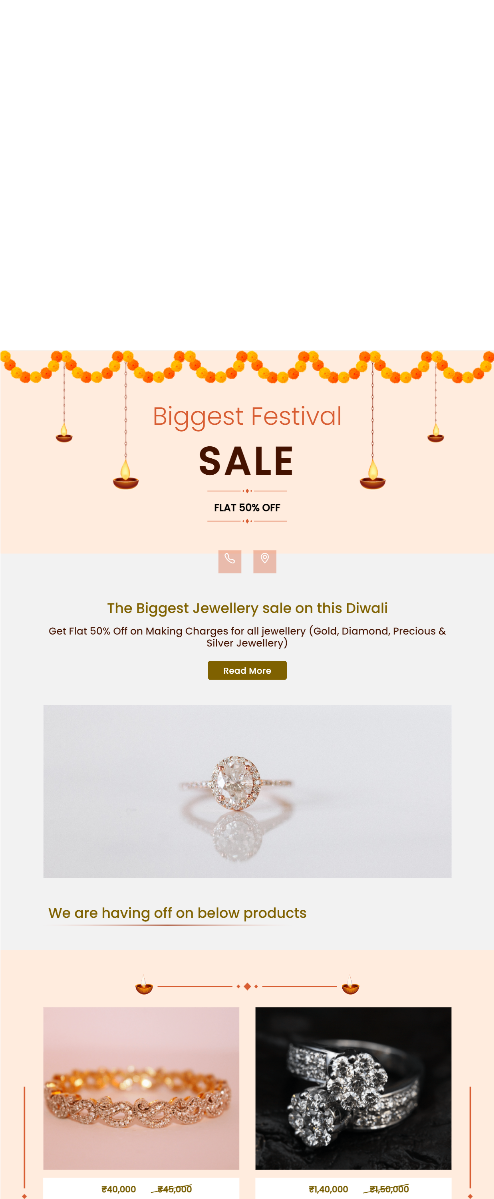 Biggest Festival
SALE
FLAT 50% OFF
The Biggest Jewellery sale on this Diwali
Get Flat 50% Off on Making Charges for all jewellery (Gold, Diamond, Precious &
Silver Jewellery)
Read More
We are having off on below products
₹40,000 ₹45,000 ₹1,40,000 ₹1,50,000